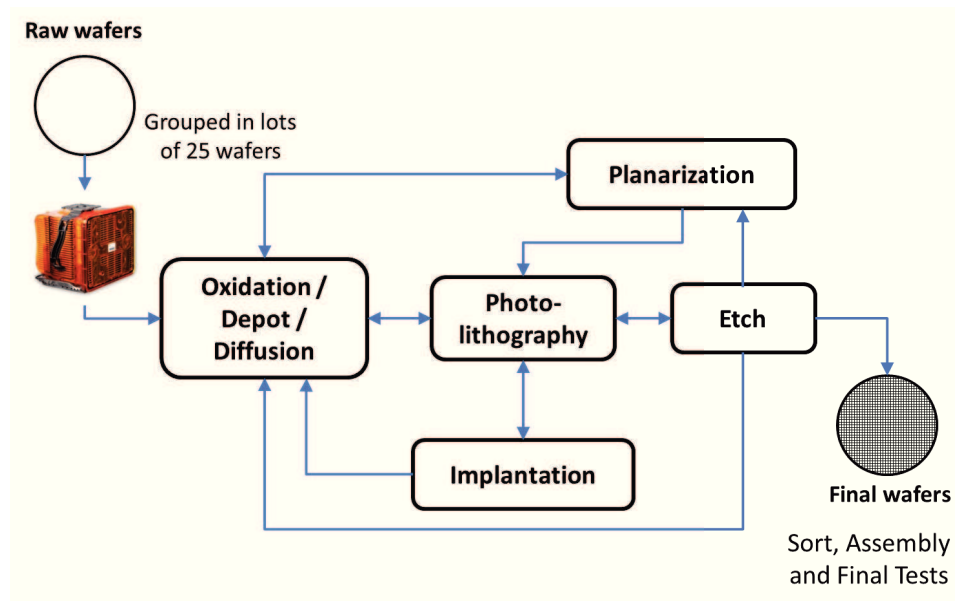 Raw wafers
Grouped in lots
of 25 wafers
Planarization
Oxidation /
Depot /
Diffusion
Photo-
lithography
Etch
Implantation
Final wafers
Sort, Assembly
and Final Tests